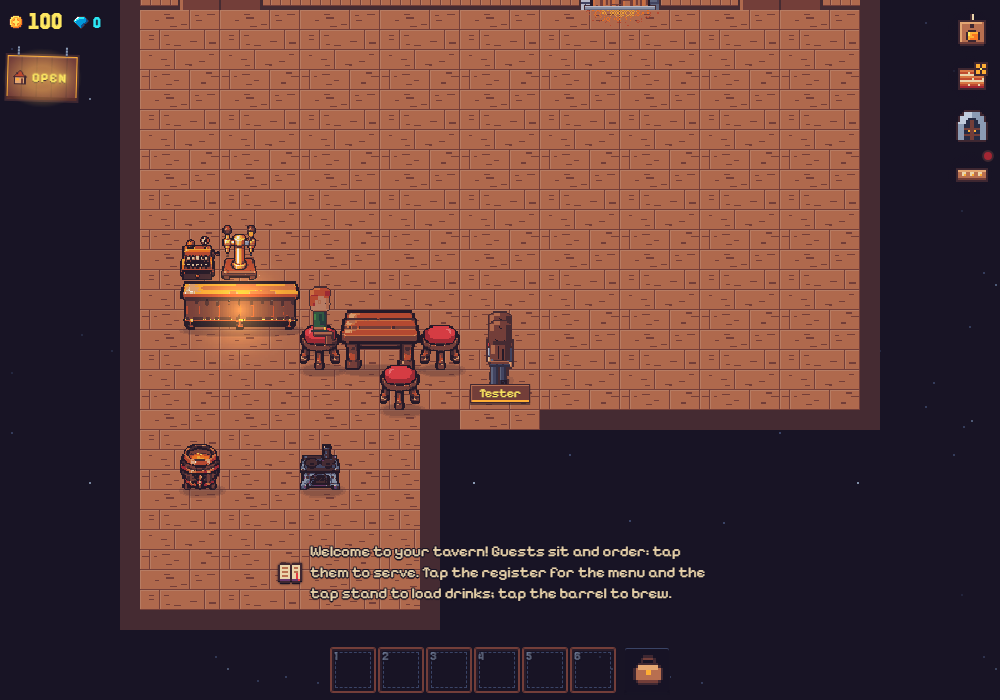 100
0
OPEN
Tester
Welcome to your tavern! Guests sit and order: tap
them to serve. Tap the register for the menu and the
tap stand to load drinks; tap the barrel to brew.
1 2 3 4 5 6